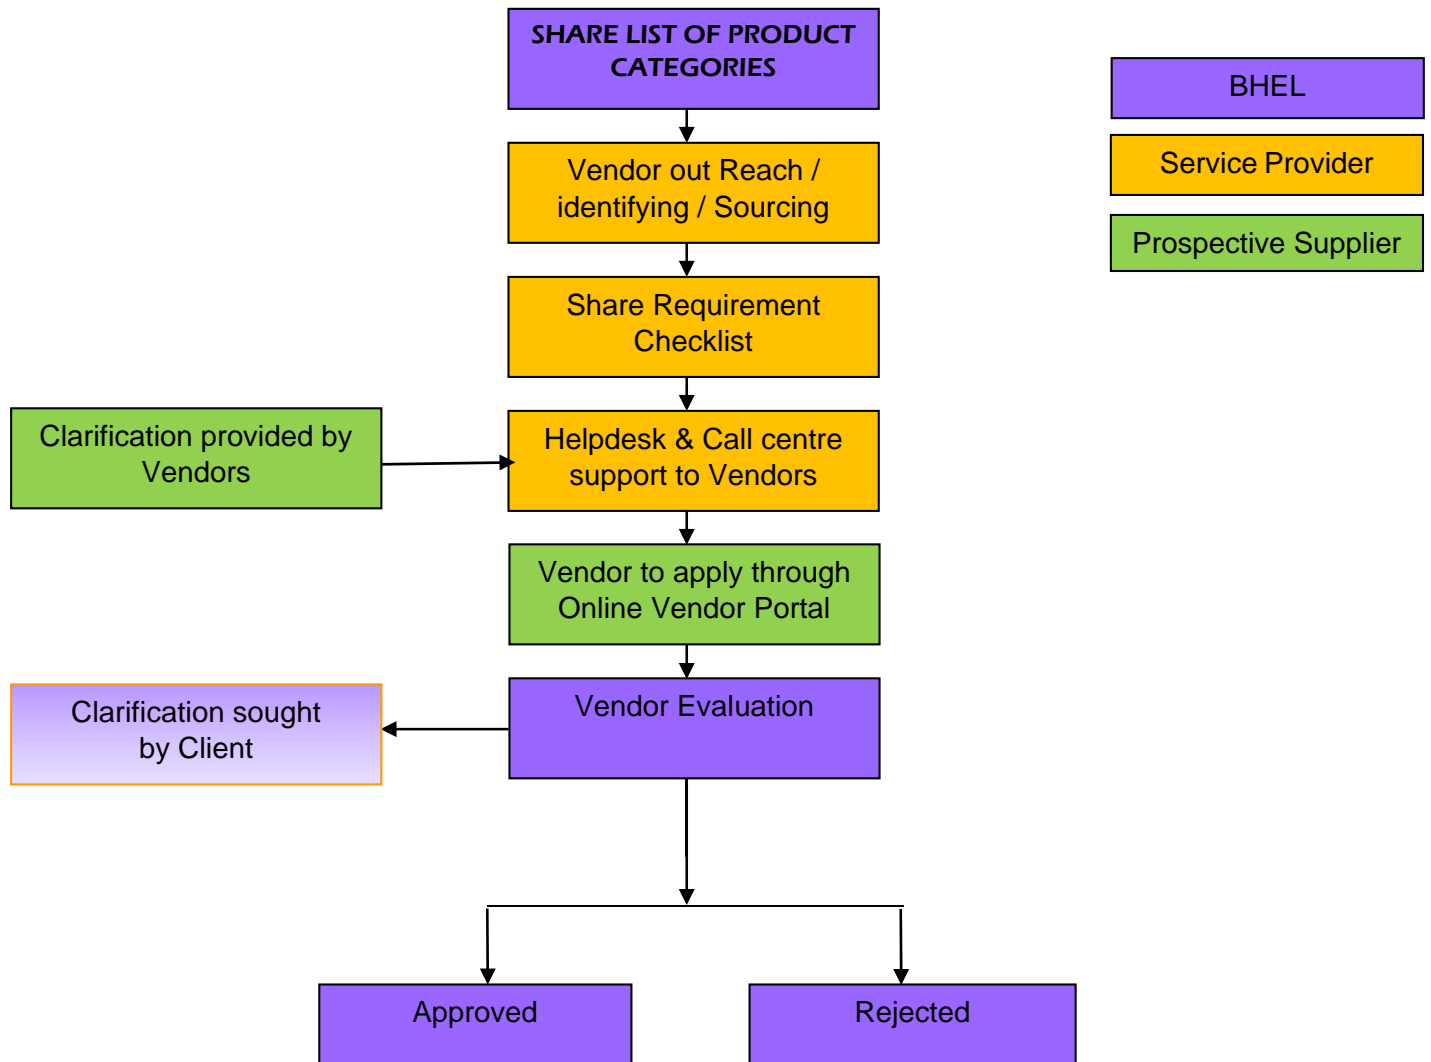 SHARE LIST OF PRODUCT
CATEGORIES
BHEL
Vendor out Reach /
identifying / Sourcing
Service Provider
Prospective Supplier
Share Requirement
Checklist
Clarification provided by
Vendors
Helpdesk & Call centre
support to Vendors
Vendor to apply through
Online Vendor Portal
Clarification sought
by Client
Vendor Evaluation
Approved
Rejected